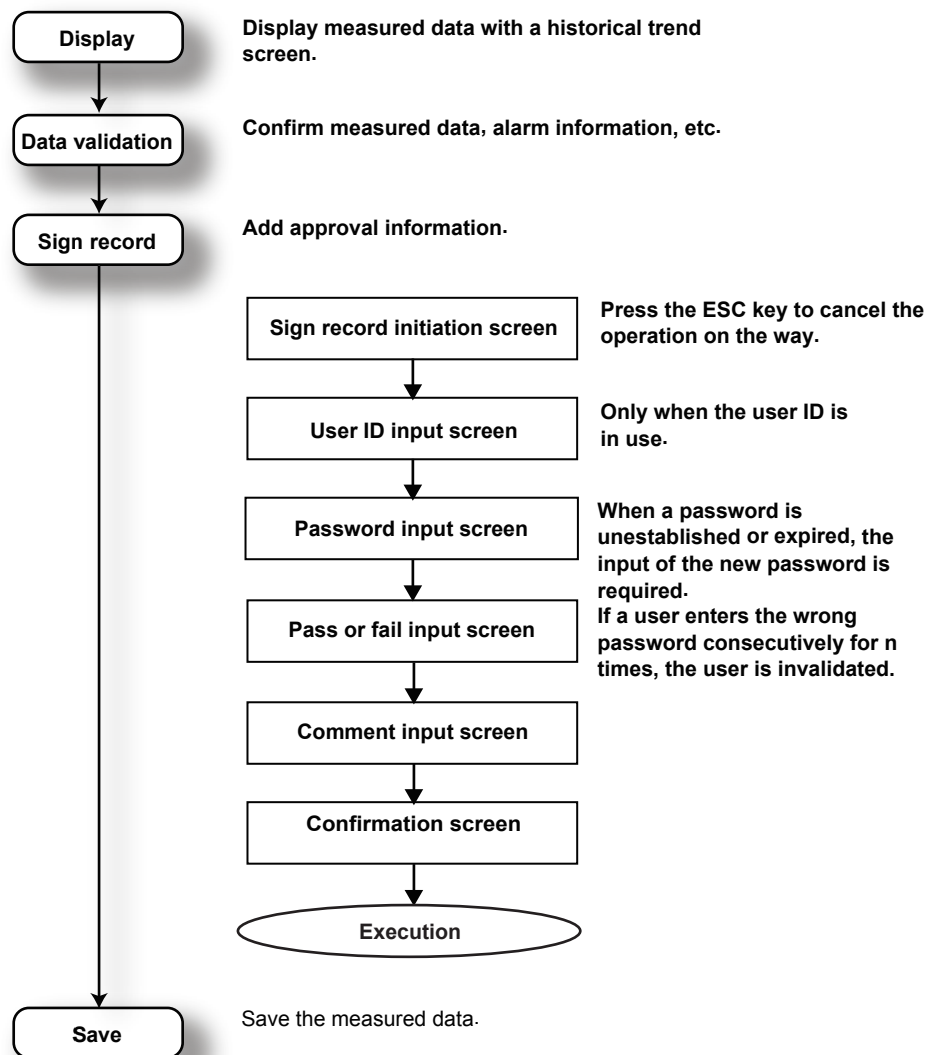 Display
Display measured data with a historical trend
screen.
Data validation
Confirm measured data, alarm information, etc.
Sign record
Add approval information.
Sign record initiation screen
Press the ESC key to cancel the
operation on the way.
User ID input screen
Only when the user ID is
in use.
Password input screen
When a password is
unestablished or expired, the
input of the new password is
required.
If a user enters the wrong
password consecutively for n
times, the user is invalidated.
Pass or fail input screen
Comment input screen
Confirmation screen
Execution
Save
Save the measured data.